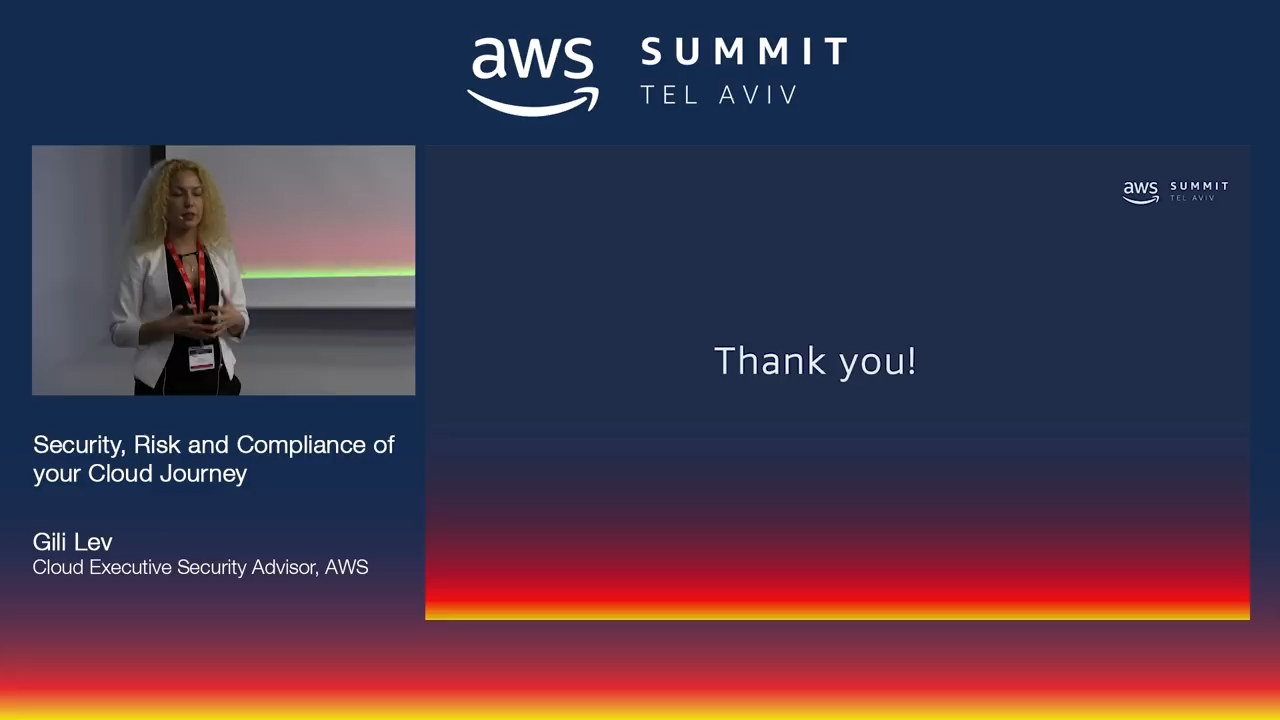 aws SUMMIT
TEL AVIV
aws SUMMIT
TEL AVIV
Thank you!
Security, Risk and Compliance of
your Cloud Journey
Gili Lev
Cloud Executive Security Advisor, AWS